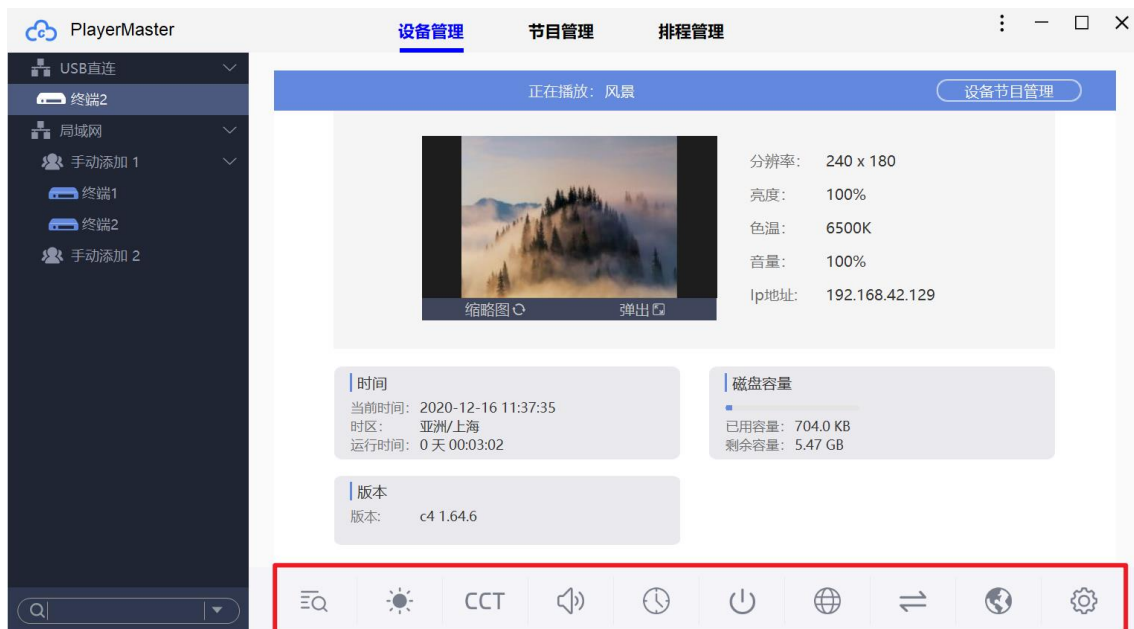 PlayerMaster
设备管理
节目管理
排程管理
USB直连
终端2
局域网
手动添加 1
终端1
终端2
手动添加 2
正在播放：风景
设备节目管理
缩略图
弹出
分辨率： 240 x 180
亮度： 100%
色温： 6500K
音量： 100%
Ip地址: 192.168.42.129
时间
当前时间： 2020-12-16 11:37:35
时区： 亚洲/上海
运行时间： 0 天 00:03:02
磁盘容量
已用容量： 704.0 KB
剩余容量： 5.47 GB
版本
版本: c4 1.64.6
CCT